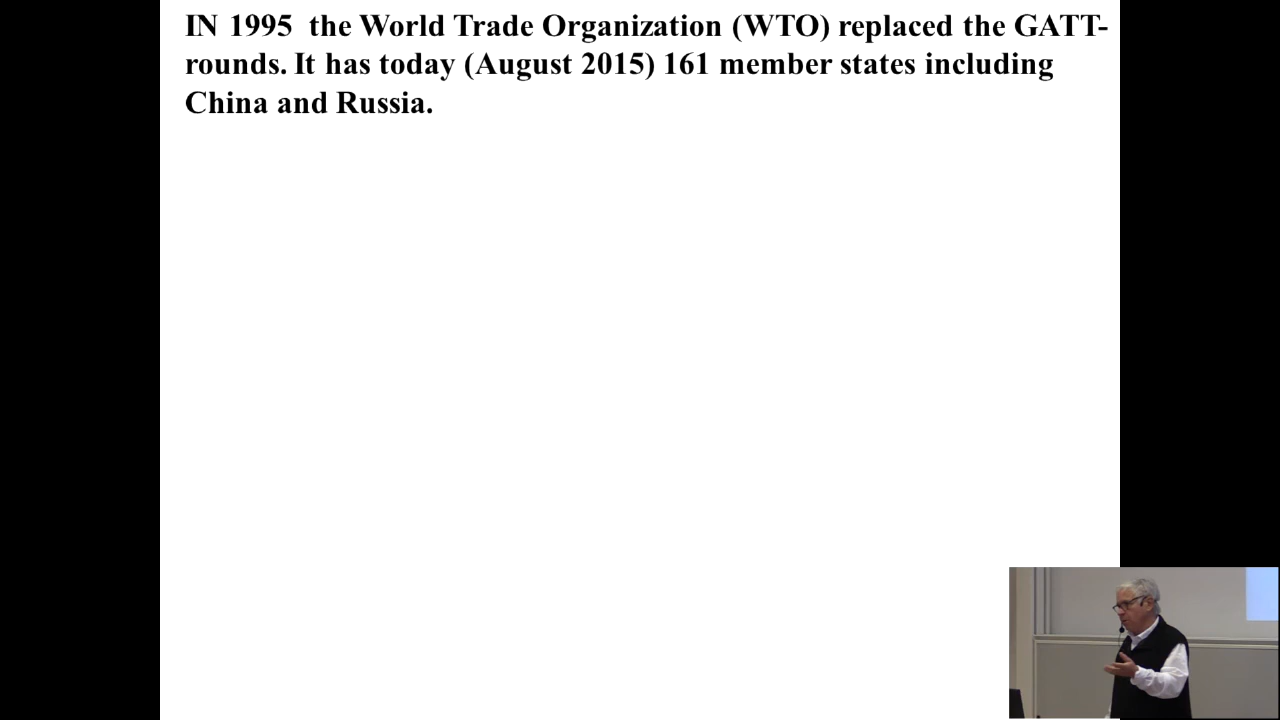 IN 1995  the World Trade Organization (WTO) replaced the GATT-
rounds. It has today (August 2015) 161 member states including
China and Russia.